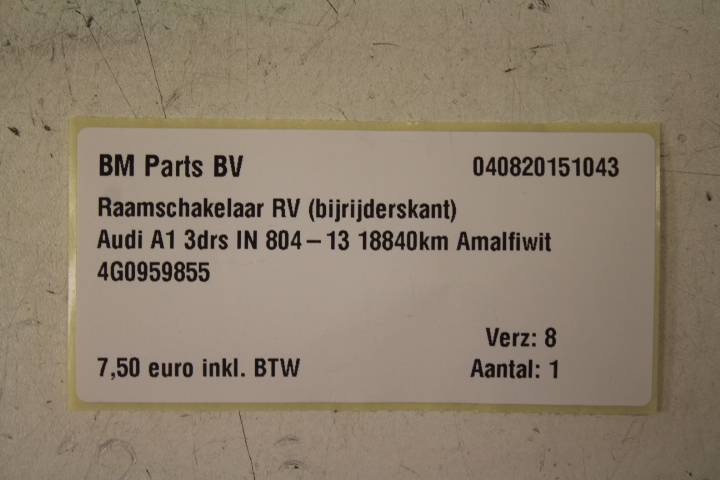 BM Parts BV 040820151043
Raamschakelaar RV (bijrijderskant)
Audi A1 3drs IN 804 – 13 18840km Amalfiwit
4G0959855
Verz: 8
7,50 euro inkl. BTW Aantal: 1